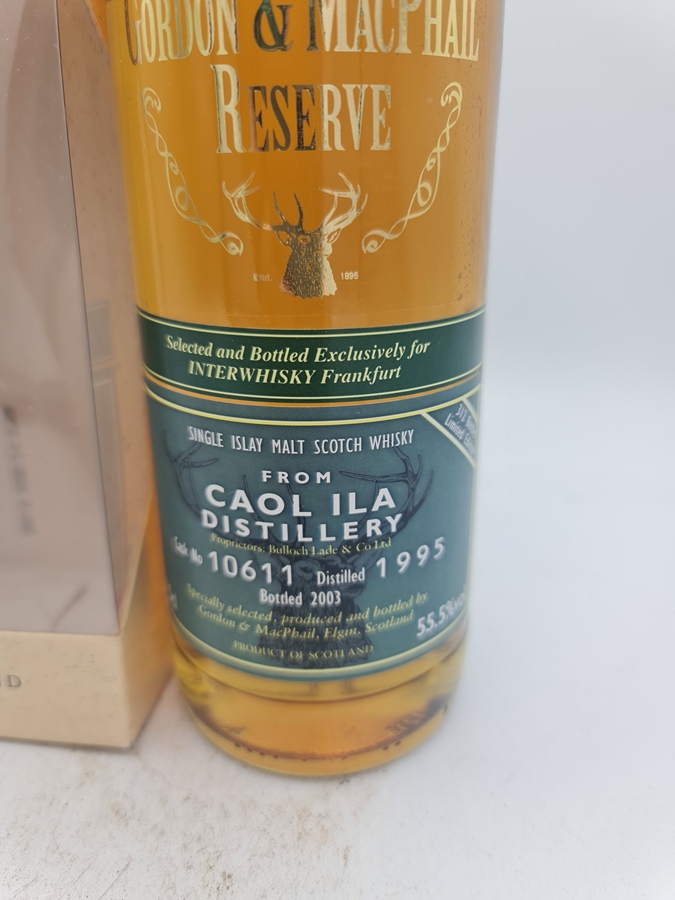 GORDON & MACPHAIL
RESERVE
Estd. 1895
Selected and Bottled Exclusively for
INTERWHISKY Frankfurt
Limited
SINGLE ISLAY MALT SCOTCH WHISKY
FROM
CAOL ILA
DISTILLERY
Proprietors: Bulloch Lade & Co Ltd
Cask No 10611 Distilled 1995
Bottled 2003
Specially selected, produced and bottled by
Gordon & MacPhail, Elgin, Scotland
55.5%
PRODUCT OF SCOTLAND